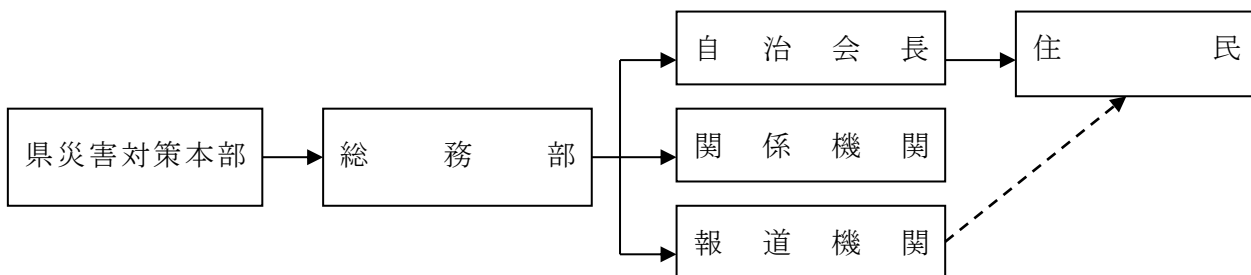 自治会長
住民
県災害対策本部
総務部
関係機関
報道機関